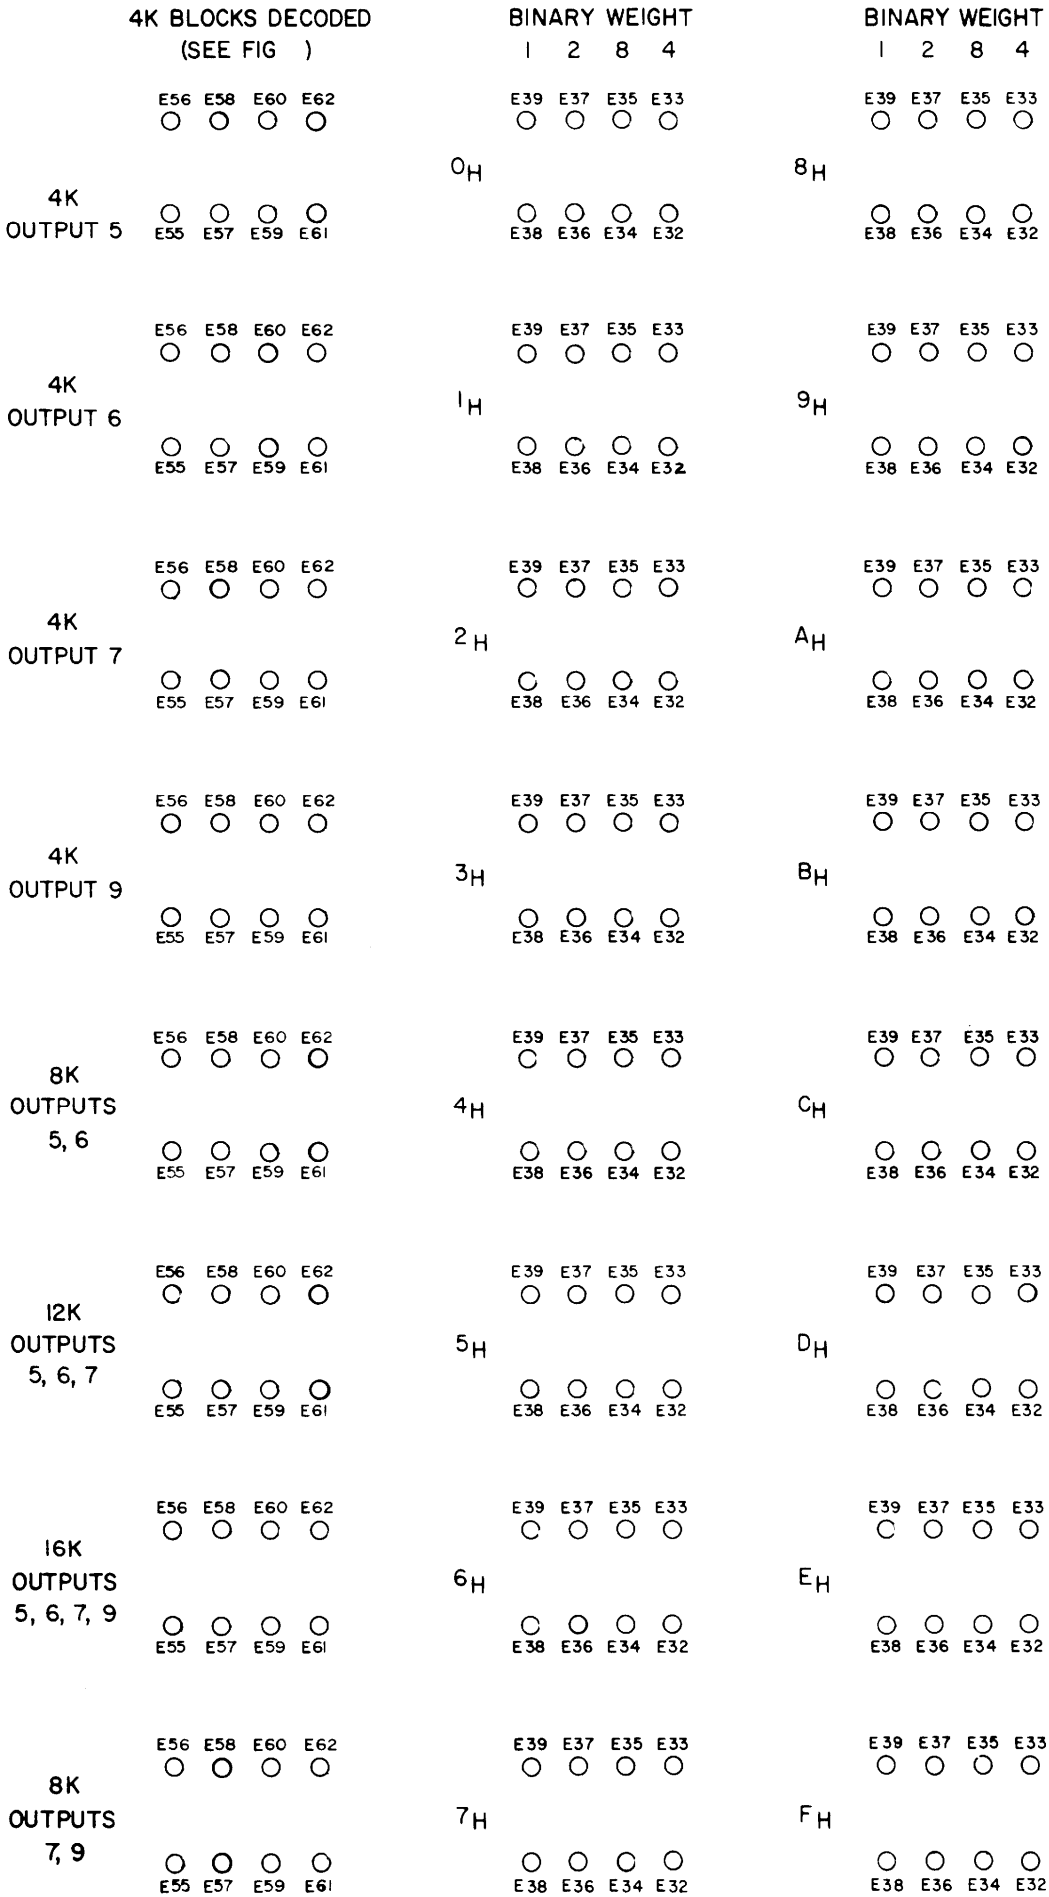 4K BLOCKS DECODED BINARY WEIGHT BINARY WEIGHT
(SEE FIG ) 1 2 8 4 1 2 8 4
E56 E58 E60 E62 E39 E37 E35 E33 E39 E37 E35 E33
0H 8H
4K
OUTPUT 5
E55 E57 E59 E61 E38 E36 E34 E32 E38 E36 E34 E32
E56 E58 E60 E62 E39 E37 E35 E33 E39 E37 E35 E33
4K
1H 9H
OUTPUT 6
E55 E57 E59 E61 E38 E36 E34 E32 E38 E36 E34 E32
E56 E58 E60 E62 E39 E37 E35 E33 E39 E37 E35 E33
4K
2H AH
OUTPUT 7
E55 E57 E59 E61 E38 E36 E34 E32 E38 E36 E34 E32
E56 E58 E60 E62 E39 E37 E35 E33 E39 E37 E35 E33
4K
3H BH
OUTPUT 9
E55 E57 E59 E61 E38 E36 E34 E32 E38 E36 E34 E32
E56 E58 E60 E62 E39 E37 E35 E33 E39 E37 E35 E33
8K
OUTPUTS 4H CH
5, 6
E55 E57 E59 E61 E38 E36 E34 E32 E38 E36 E34 E32
E56 E58 E60 E62 E39 E37 E35 E33 E39 E37 E35 E33
12K
OUTPUTS 5H DH
5, 6, 7
E55 E57 E59 E61 E38 E36 E34 E32 E38 E36 E34 E32
E56 E58 E60 E62 E39 E37 E35 E33 E39 E37 E35 E33
16K
OUTPUTS 6H EH
5, 6, 7, 9
E55 E57 E59 E61 E38 E36 E34 E32 E38 E36 E34 E32
E56 E58 E60 E62 E39 E37 E35 E33 E39 E37 E35 E33
8K
OUTPUTS 7H FH
7, 9
E55 E57 E59 E61 E38 E36 E34 E32 E38 E36 E34 E32